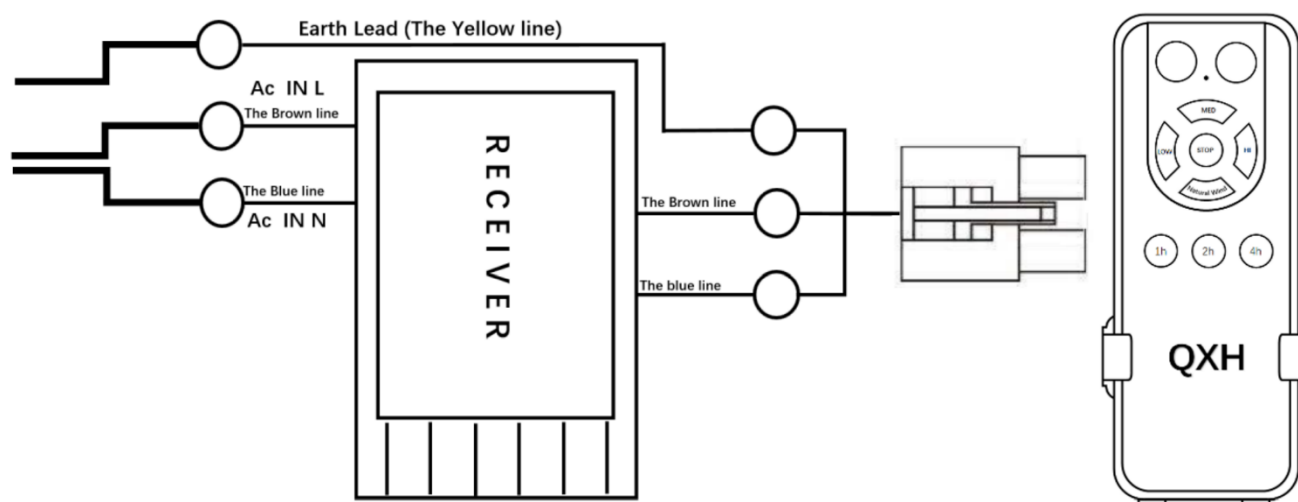 Earth Lead (The Yellow line)
Ac IN L
The Brown line
The Blue line
Ac IN N
RECEIVER
The Brown line
The blue line
MED
LOW
STOP
HI
Natural Wind
1h
2h
4h
QXH